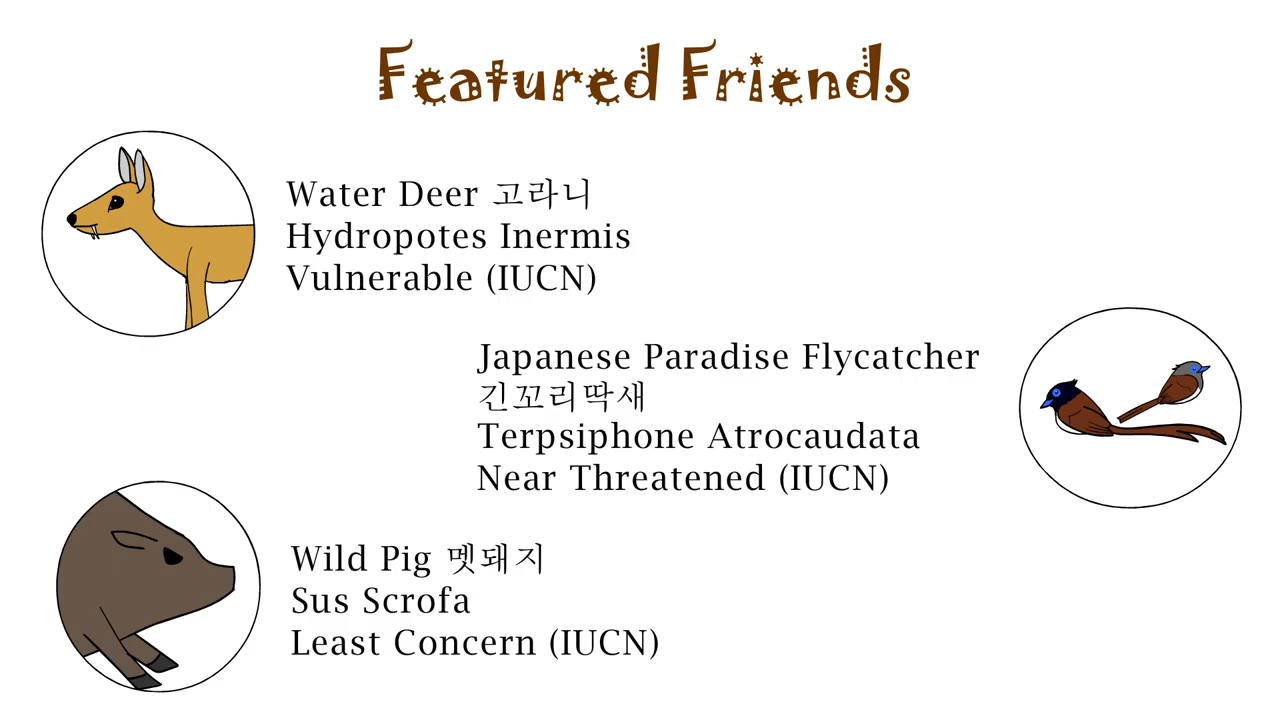 Featured Friends
Water Deer 고라니
Hydropotes Inermis
Vulnerable (IUCN)
Japanese Paradise Flycatcher
긴꼬리딱새
Terpsiphone Atrocaudata
Near Threatened (IUCN)
Wild Pig 멧돼지
Sus Scrofa
Least Concern (IUCN)